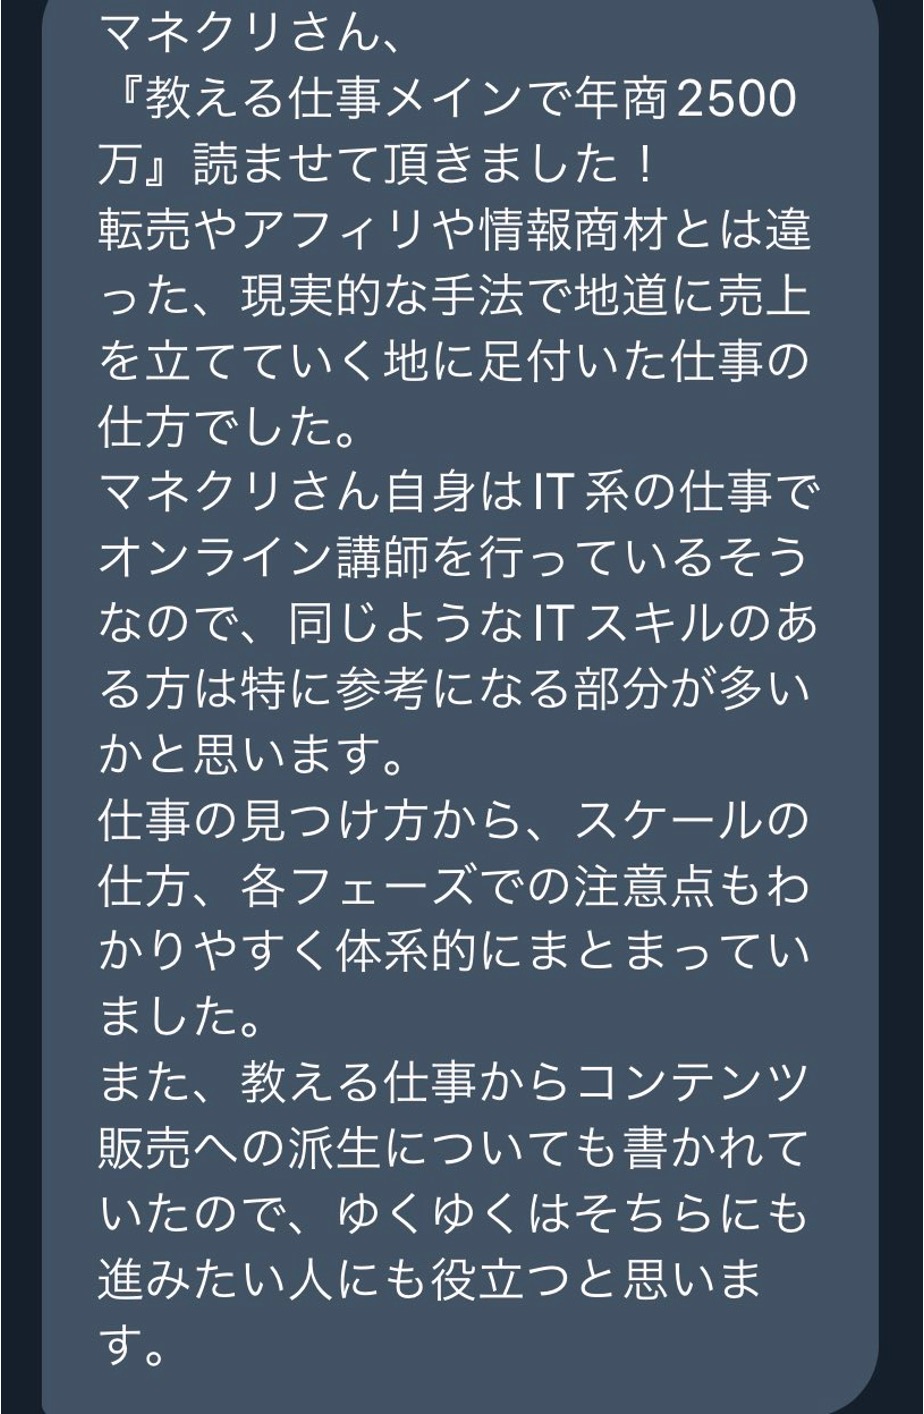 マネクリさん、
『教える仕事メインで年商2500
万』読ませて頂きました！
転売やアフィリや情報商材とは違
った、現実的な手法で地道に売上
を立てていく地に足付いた仕事の
仕方でした。
マネクリさん自身はIT系の仕事で
オンライン講師を行っているそう
なので、同じようなITスキルのあ
る方は特に参考になる部分が多い
かと思います。
仕事の見つけ方から、スケールの
仕方、各フェーズでの注意点もわ
かりやすく体系的にまとまってい
ました。
また、教える仕事からコンテンツ
販売への派生についても書かれて
いたので、ゆくゆくはそちらにも
進みたい人にも役立つと思いま
す。